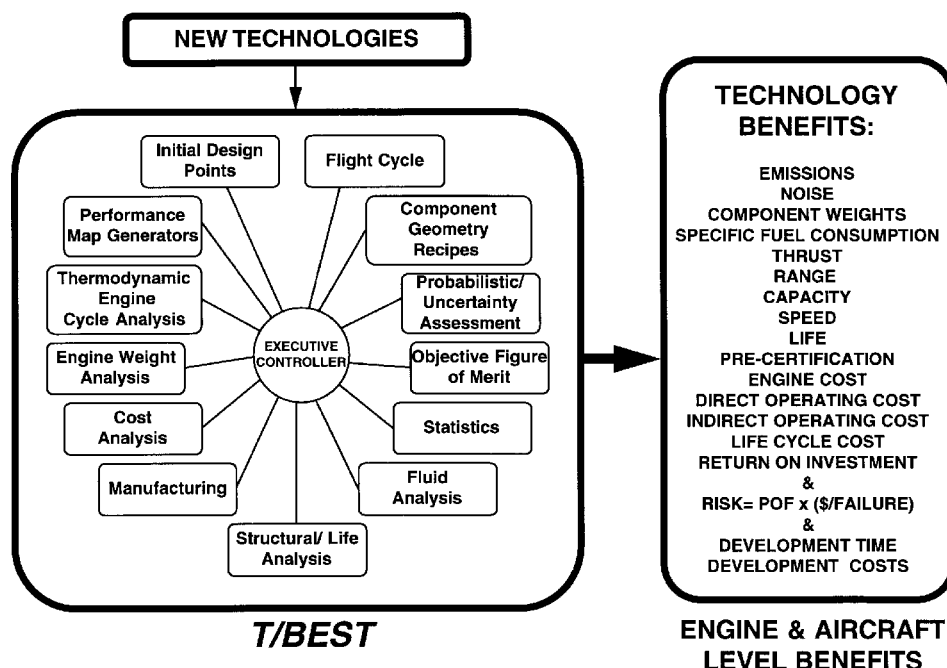 NEW TECHNOLOGIES
Initial Design
Points
Flight Cycle
Performance
Map Generators
Component
Geometry
Recipes
Thermodynamic
Engine
Cycle Analysis
Probabilistic/
Uncertainty
Assessment
EXECUTIVE
CONTROLLER
Engine Weight
Analysis
Objective Figure
of Merit
Cost
Analysis
Statistics
Manufacturing
Fluid
Analysis
Structural/ Life
Analysis
T/BEST
TECHNOLOGY
BENEFITS:
EMISSIONS
NOISE
COMPONENT WEIGHTS
SPECIFIC FUEL CONSUMPTION
THRUST
RANGE
CAPACITY
SPEED
LIFE
PRE-CERTIFICATION
ENGINE COST
DIRECT OPERATING COST
INDIRECT OPERATING COST
LIFE CYCLE COST
RETURN ON INVESTMENT
&
RISK= POF x ($/FAILURE)
&
DEVELOPMENT TIME
DEVELOPMENT COSTS
ENGINE & AIRCRAFT
LEVEL BENEFITS